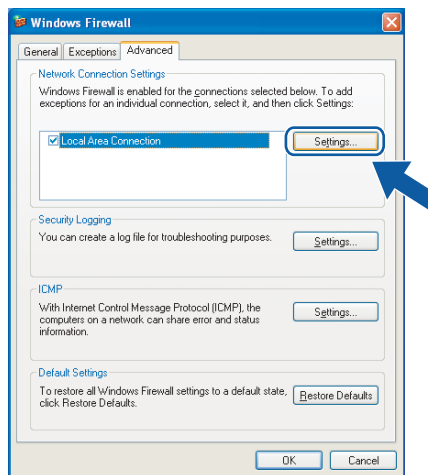 Windows Firewall
General Exceptions Advanced
Network Connection Settings
Windows Firewall is enabled for the connections selected
below. To add
exceptions for an individual connection, select it, and then click Settings:
Local Area Connection
Settings...
Security Logging
You can create a log file for troubleshooting purposes.
Settings...
ICMP
With Internet Control Message Protocol (ICMP), the
computers on a network can share error and status
information.
Settings...
Default Settings
To restore all Windows Firewall settings to a default state,
click Restore Defaults.
Restore Defaults
OK Cancel